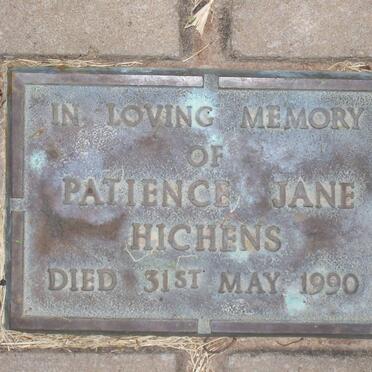 IN LOVING MEMORY
OF
PATIENCE JANE
HICHENS
DIED 31ST MAY 1990